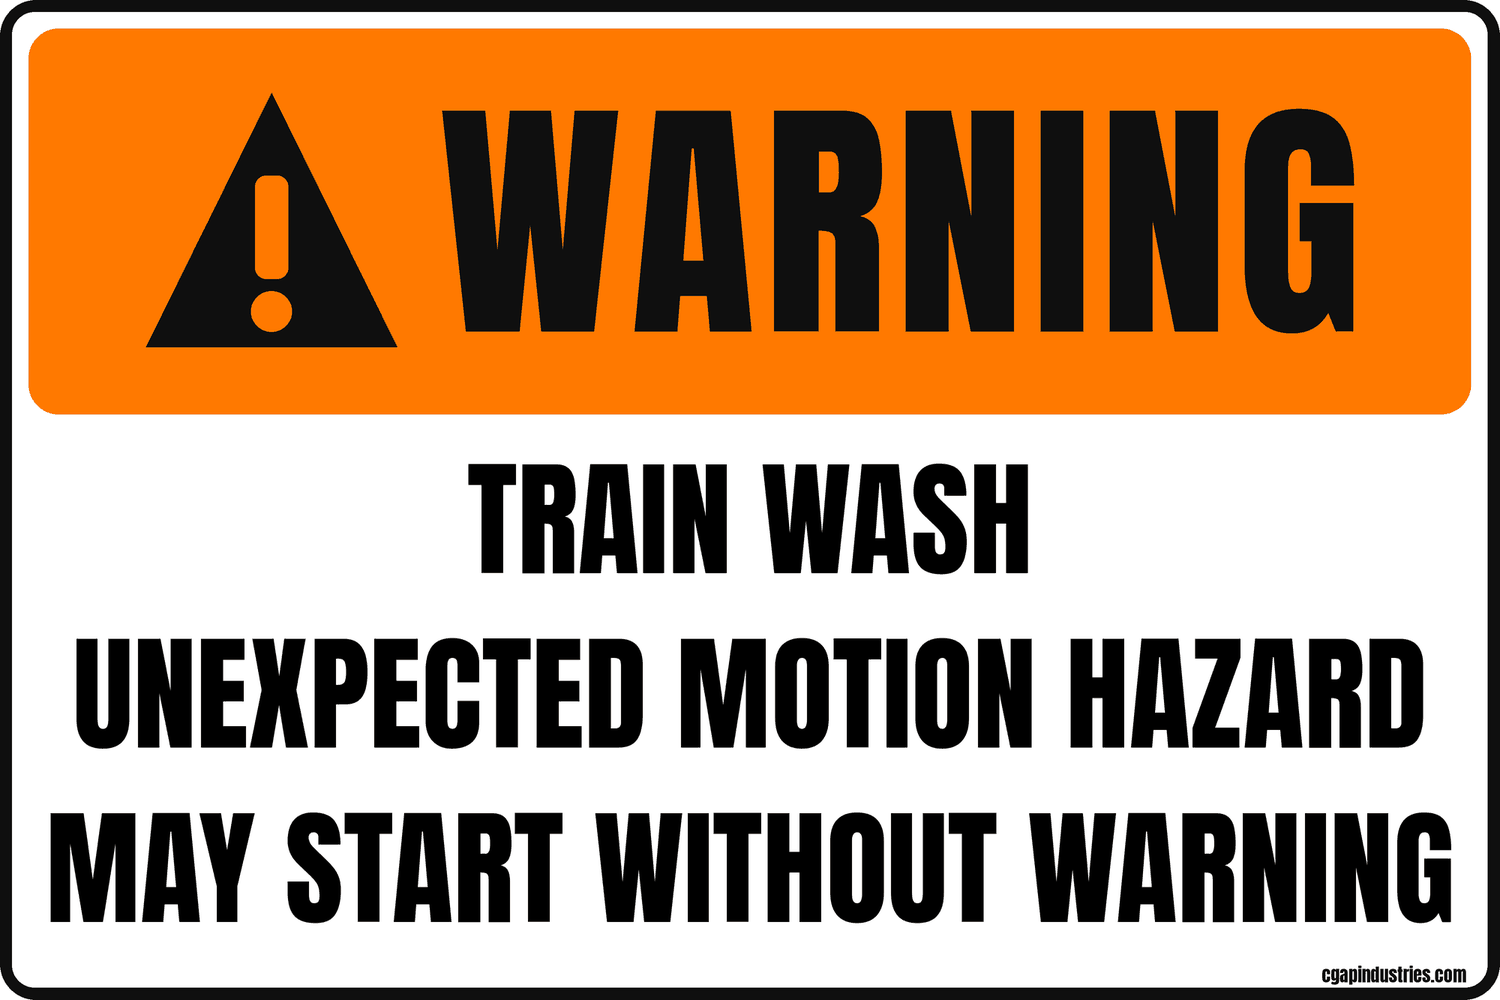 WARNING
TRAIN WASH
UNEXPECTED MOTION HAZARD
MAY START WITHOUT WARNING
cgapindustries.com